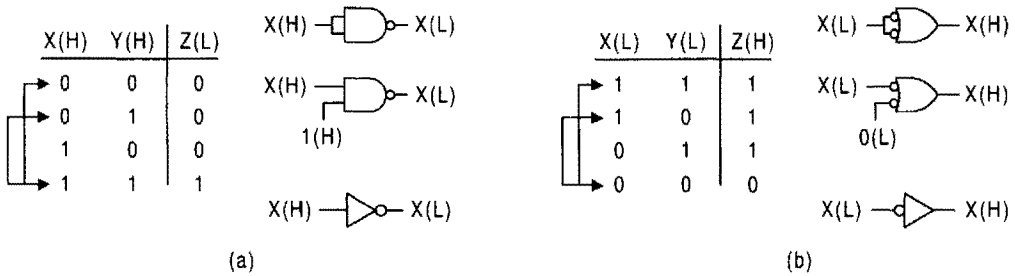 X(H) Y(H) Z(L)
0 0 0
0 1 0
1 0 0
1 1 1
X(H) X(L)
X(H) X(L)
1(H)
X(H) X(L)
(a)
X(L) Y(L) Z(H)
1 1 1
1 0 1
0 1 1
0 0 0
X(L) X(H)
X(L) X(H)
0(L)
X(L) X(H)
(b)